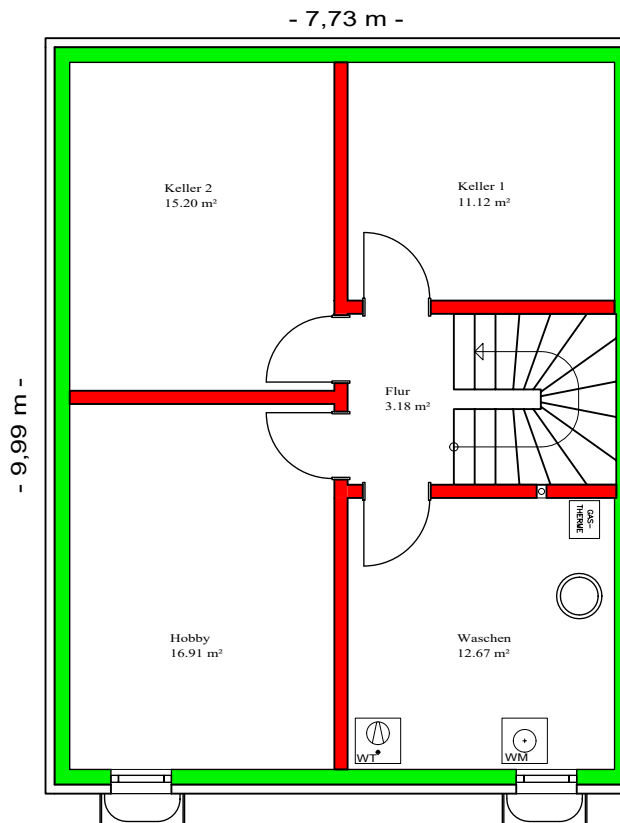 - 7,73 m -
Keller 2
15.20 m²
Keller 1
11.12 m²
- 9,99 m -
Flur
3.18 m²
GAS-
THERME
Hobby
16.91 m²
Waschen
12.67 m²
WT
WM